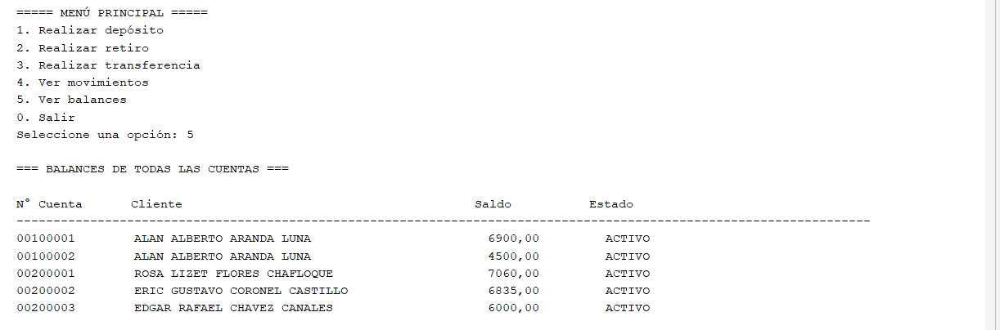 ===== MENÚ PRINCIPAL =====
1. Realizar depósito
2. Realizar retiro
3. Realizar transferencia
4. Ver movimientos
5. Ver balances
0. Salir
Seleccione una opción: 5
=== BALANCES DE TODAS LAS CUENTAS ===
N° Cuenta Cliente Saldo Estado
--------------------------------------------------------------------------------------------------------------------
00100001 ALAN ALBERTO ARANDA LUNA 6900,00 ACTIVO
00100002 ALAN ALBERTO ARANDA LUNA 4500,00 ACTIVO
00200001 ROSA LIZET FLORES CHAFLOQUE 7060,00 ACTIVO
00200002 ERIC GUSTAVO CORONEL CASTILLO 6835,00 ACTIVO
00200003 EDGAR RAFAEL CHAVEZ CANALES 6000,00 ACTIVO